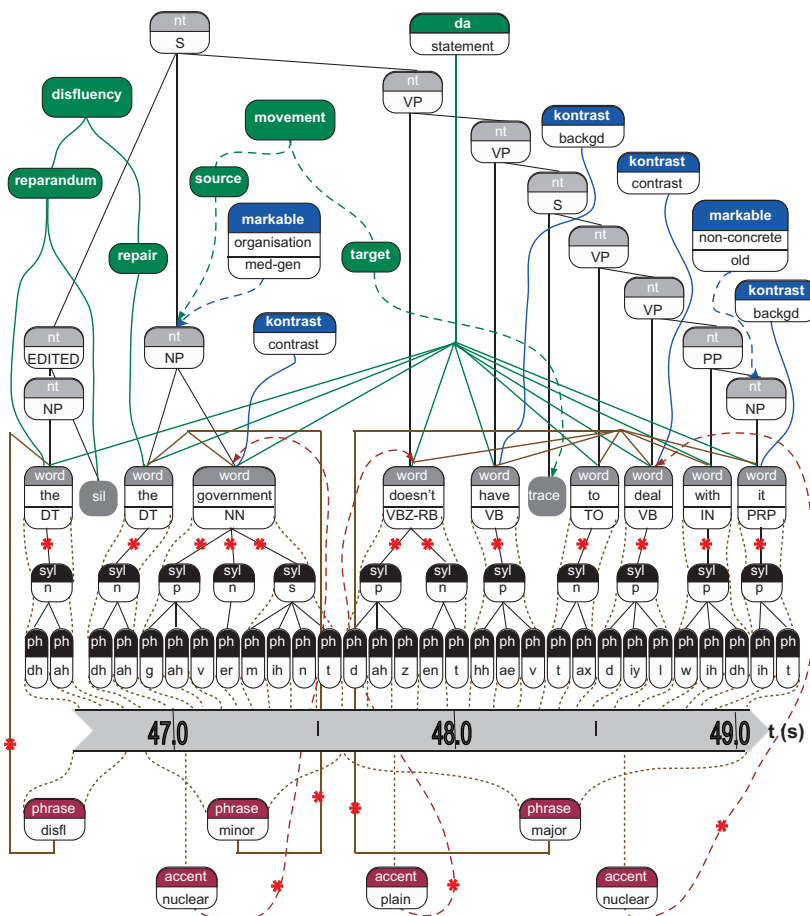 nt
S
da
statement
nt
VP
disfluency
movement
kontrast
backgd
nt
VP
kontrast
contrast
reparandum
source
nt
S
markable
organisation
med-gen
markable
non-concrete
old
repair
target
nt
VP
nt
VP
kontrast
backgd
kontrast
contrast
nt
EDITED
nt
NP
nt
PP
nt
NP
nt
NP
word word word word word word word word word
the sil the government doesn't have trace to deal with it
DT DT NN VBZ-RB VB TO VB IN PRP
syl syl syl syl syl syl syl syl syl syl syl syl
n n p n s p n p n p p p
ph ph ph ph ph ph ph ph ph ph ph ph ph ph ph ph ph ph ph ph ph ph ph ph ph ph ph ph ph
dh ah dh ah g ah v er m ih n t d ah z en t hh ae v t ax d iy l w ih dh ih t
47.0 48.0 49.0 t (s)
phrase phrase phrase
disfl minor major
accent accent accent
nuclear plain nuclear